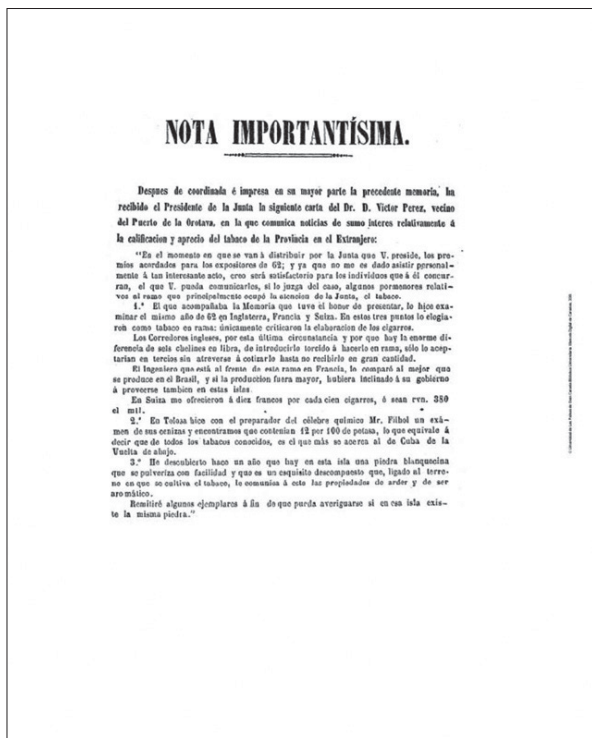 NOTA IMPORTANTÍSIMA.
Despues de coordinada é impresa en su mayor parte la precedente memoria, ha
recibido el Presidente de la Junta la siguiente carta del Dr. D. Victor Perez, vecino
del Puerto de la Orotava, en la que comunica noticias de sumo interes relativamente á
la calificacion y aprecio del tabaco de la Provincia en el Extranjero:
"En el momento en que se van á distribuir por la Junta que V. preside, los pre-
mios acordados para los expositores de 62; y ya que no me es dado asistir personal-
mente á tan interesante acto, creo será satisfactorio para los individuos que á él concur-
ran, el que V. pueda comunicarles, si lo juzga del caso, algunos pormenores relati-
vos al ramo que principalmente ocupó la atencion de la Junta, el tabaco.
1.º El que acompañaba la Memoria que tuve el honor de presentar, lo hice exa-
minar el mismo año de 62 en Inglaterra, Francia y Suiza. En estos tres puntos lo elogia-
ron como tabaco en rama: únicamente criticaron la elaboracion de los cigarros.
Los Corredores ingleses, por esta última circunstancia y por que hay la enorme di-
ferencia de seis chelines en libra, de introducirlo torcido á hacerlo en rama, sólo lo acep-
tarian en tercios sin atreverse á cotizarlo hasta no recibirlo en gran cantidad.
El Ingeniero que está al frente de este ramo en Francia, lo comparó al mejor que
se produce en el Brasil, y si la produccion fuera mayor, hubiera inclinado á su gobierno
á proveerse tambien en estas islas.
En Suiza me ofrecieron á diez francos por cada cien cigarros, ó sean rvn. 380
el mil.
2.º En Tolosa hice con el preparador del célebre químico Mr. Filhol un exá-
men de sus cenizas y encontramos que contenian 12 por 100 de potasa, lo que equivale á
decir que de todos los tabacos conocidos, es el que más se acerca al de Cuba de la
Vuelta de abajo.
3.º He descubierto hace un año que hay en esta isla una piedra blanquecina
que se pulveriza con facilidad y que es un esquisito descompuesto que, ligado al terre-
no en que se cultiva el tabaco, le comunica á este las propiedades de arder y de ser
aromático.
Remitiré algunos ejemplares á fin de que pueda averiguarse si en esa isla exis-
te la misma piedra."